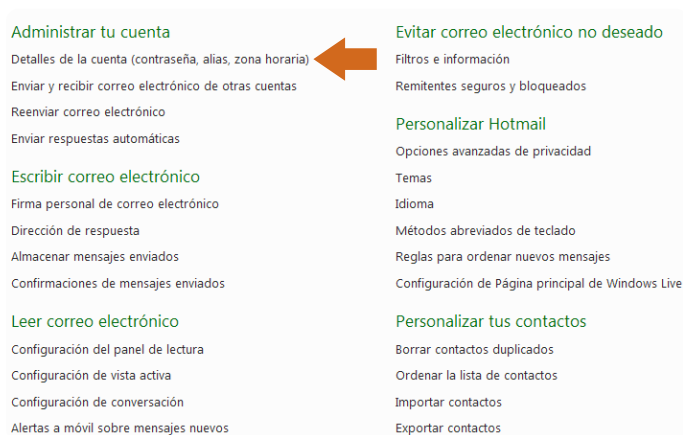 Administrar tu cuenta
Detalles de la cuenta (contraseña, alias, zona horaria)
Enviar y recibir correo electrónico de otras cuentas
Reenviar correo electrónico
Enviar respuestas automáticas
Escribir correo electrónico
Firma personal de correo electrónico
Dirección de respuesta
Almacenar mensajes enviados
Confirmaciones de mensajes enviados
Leer correo electrónico
Configuración del panel de lectura
Configuración de vista activa
Configuración de conversación
Alertas a móvil sobre mensajes nuevos
Evitar correo electrónico no deseado
Filtros e información
Remitentes seguros y bloqueados
Personalizar Hotmail
Opciones avanzadas de privacidad
Temas
Idioma
Métodos abreviados de teclado
Reglas para ordenar nuevos mensajes
Configuración de Página principal de Windows Live
Personalizar tus contactos
Borrar contactos duplicados
Ordenar la lista de contactos
Importar contactos
Exportar contactos